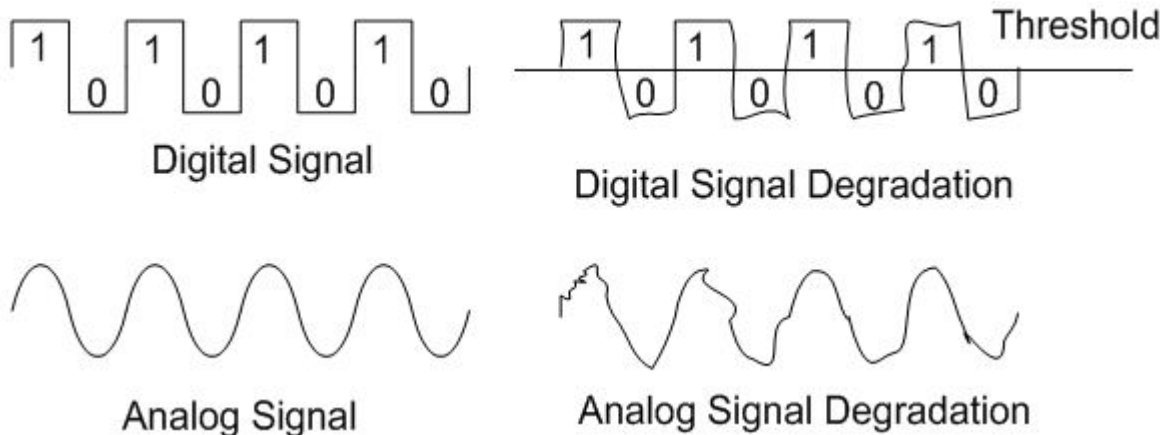 1 0 1 0 1 0 1 0
Digital Signal
1 0 1 0 1 0 1 0
Threshold
Digital Signal Degradation
Analog Signal
Analog Signal Degradation